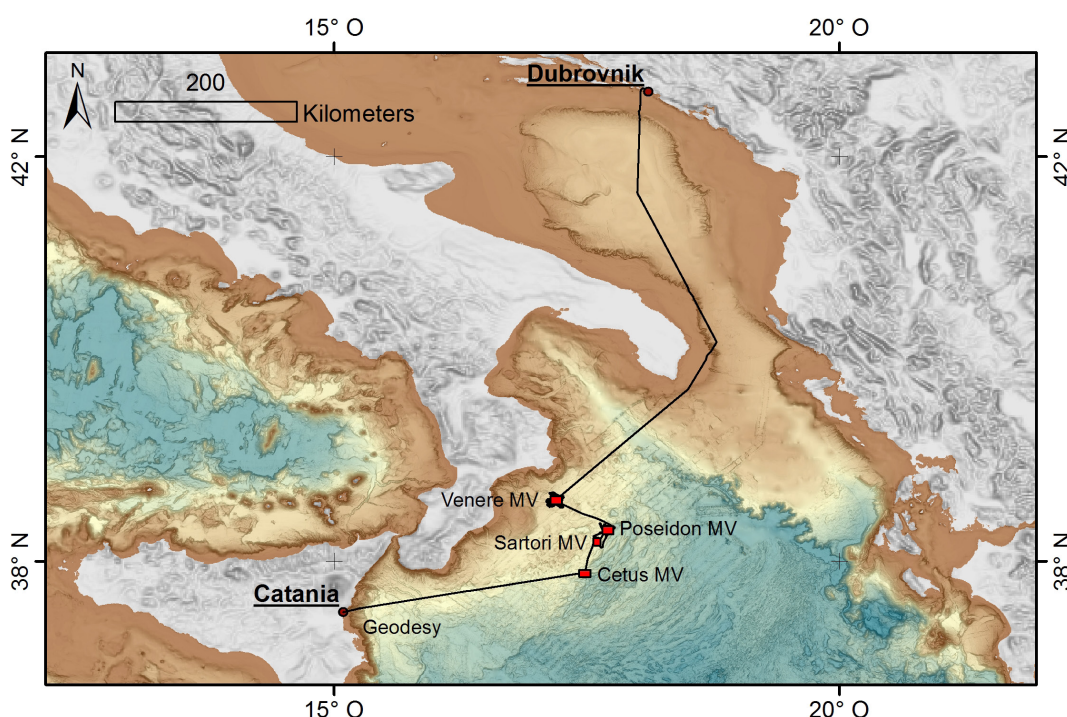 15° O 20° O
N
200
Kilometers
Dubrovnik
42° N 42° N
Venere MV
Poseidon MV
Sartori MV
38° N 38° N
Cetus MV
Catania
Geodesy
15° O 20° O